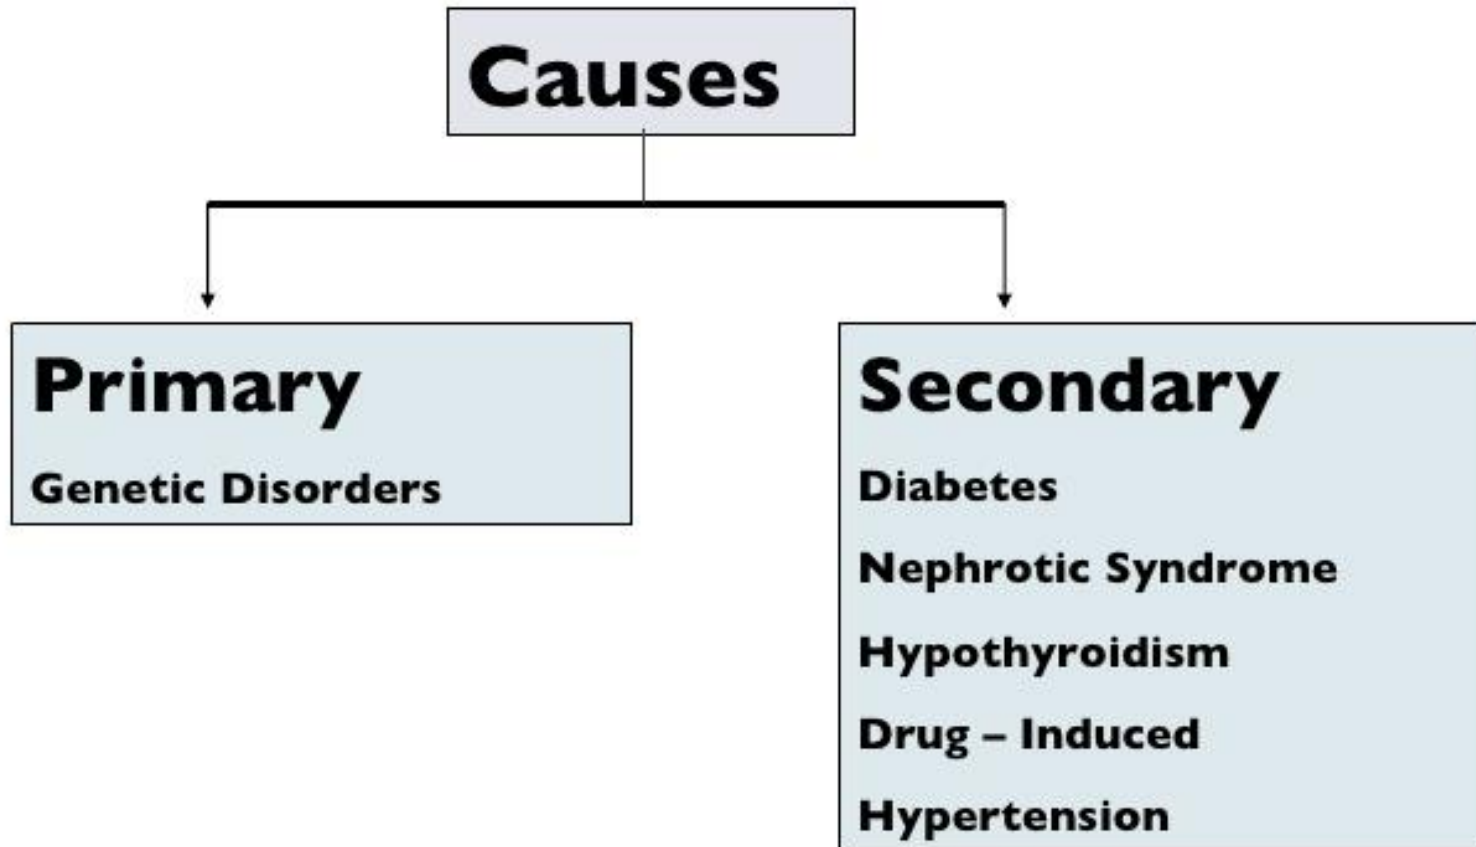 Causes
Primary
Genetic Disorders
Secondary
Diabetes
Nephrotic Syndrome
Hypothyroidism
Drug – Induced
Hypertension